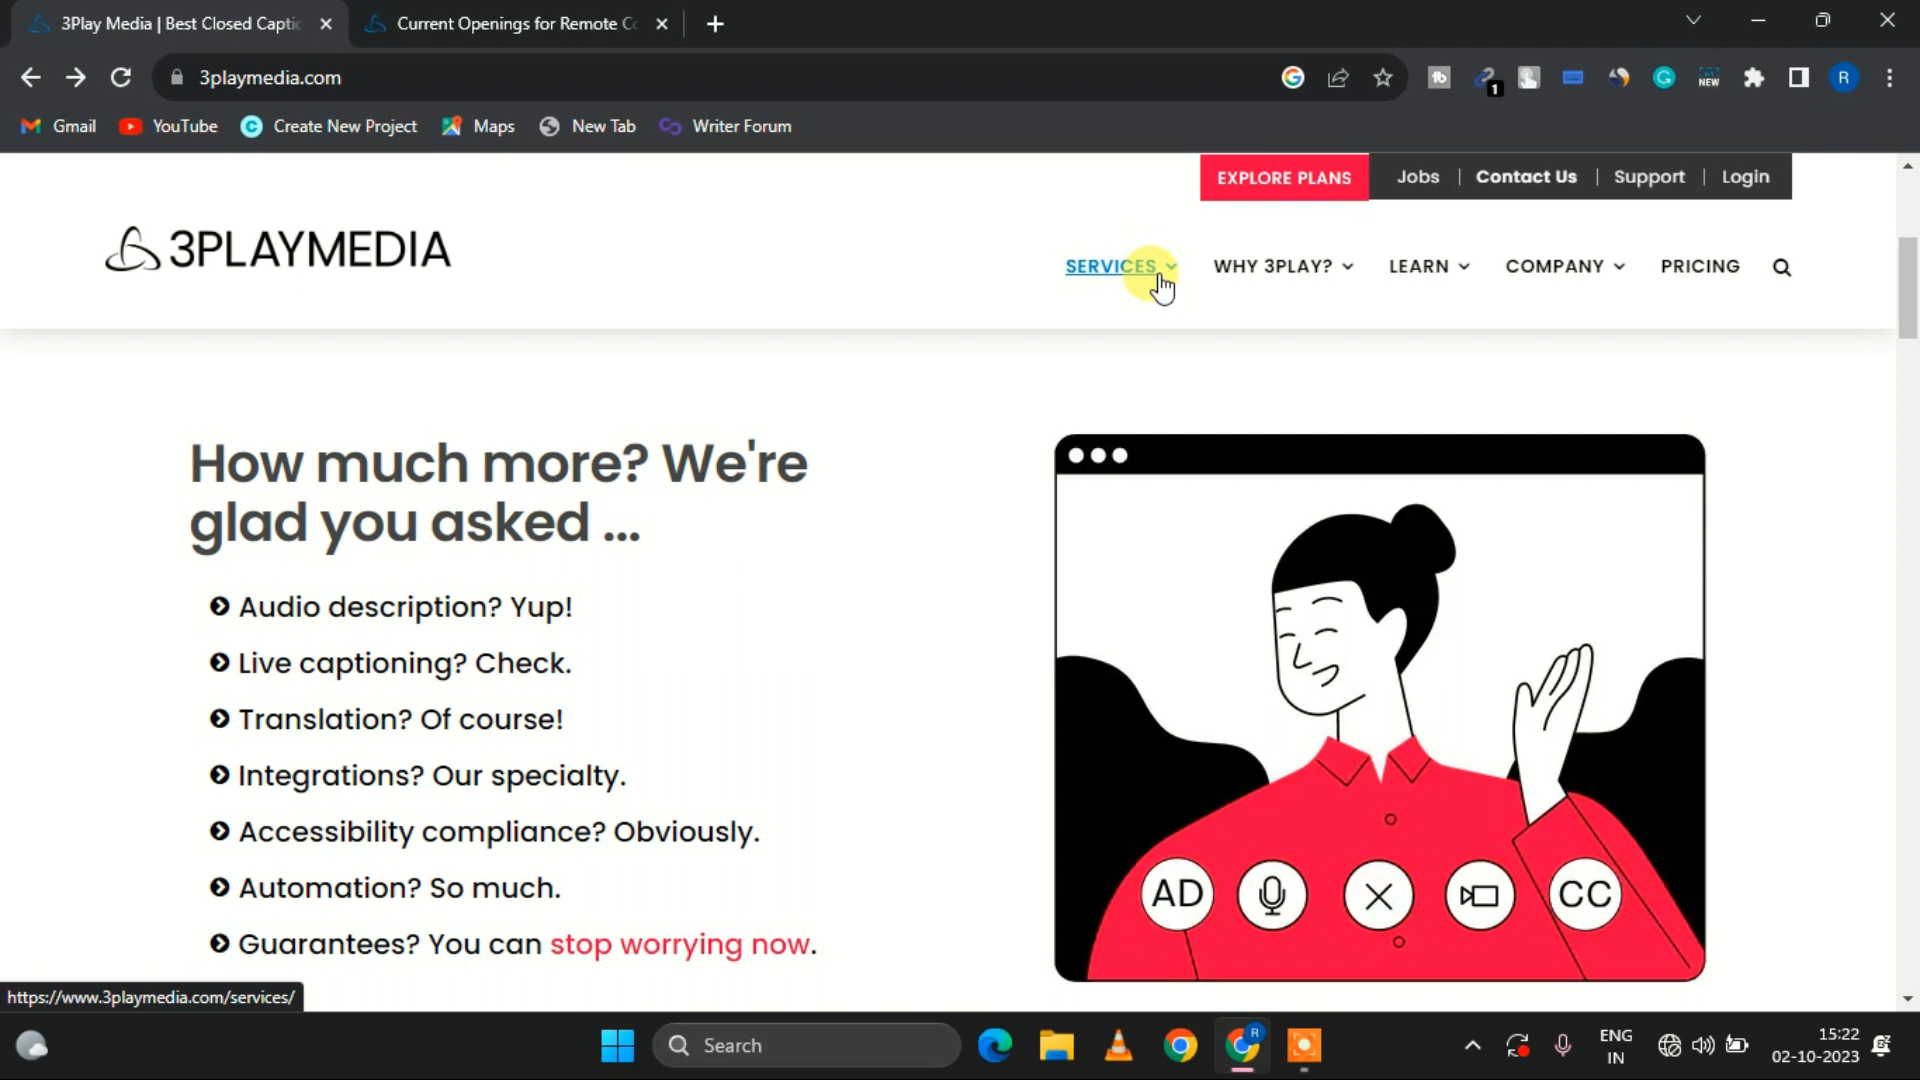 3Play Media | Best Closed Captic
Current Openings for Remote Cc
3playmedia.com
1
NEW
R
Gmail
YouTube
Create New Project
Maps
New Tab
Writer Forum
EXPLORE PLANS
Jobs | Contact Us | Support | Login
3PLAYMEDIA
SERVICES
WHY 3PLAY?
LEARN
COMPANY
PRICING
How much more? We're
glad you asked ...
Audio description? Yup!
Live captioning? Check.
Translation? Of course!
Integrations? Our specialty.
Accessibility compliance? Obviously.
Automation? So much.
Guarantees? You can stop worrying now.
AD
CC
https://www.3playmedia.com/services/
Search
R
ENG
IN
15:22
02-10-2023